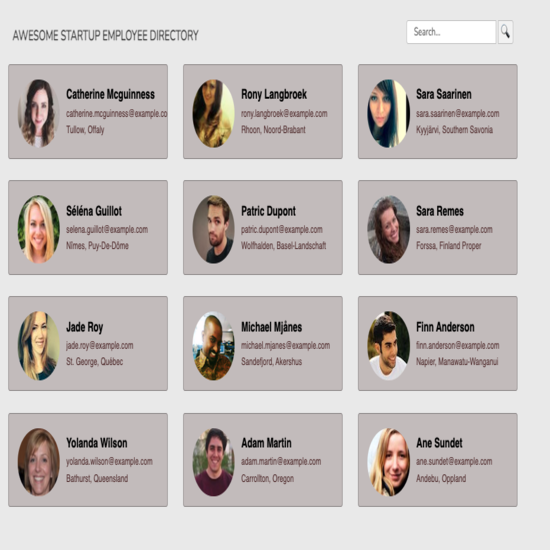 AWESOME STARTUP EMPLOYEE DIRECTORY
Search...
Catherine Mcguinness
catherine.mcguinness@example.co
Tullow, Offaly
Rony Langbroek
rony.langbroek@example.com
Rhoon, Noord-Brabant
Sara Saarinen
sara.saarinen@example.com
Kyyjärvi, Southern Savonia
Séléna Guillot
selena.guillot@example.com
Nîmes, Puy-De-Dôme
Patric Dupont
patric.dupont@example.com
Wolfhalden, Basel-Landschaft
Sara Remes
sara.remes@example.com
Forssa, Finland Proper
Jade Roy
jade.roy@example.com
St. George, Québec
Michael Mjånes
michael.mjanes@example.com
Sandefjord, Akershus
Finn Anderson
finn.anderson@example.com
Napier, Manawatu-Wanganui
Yolanda Wilson
yolanda.wilson@example.com
Bathurst, Queensland
Adam Martin
adam.martin@example.com
Carrollton, Oregon
Ane Sundet
ane.sundet@example.com
Andebu, Oppland